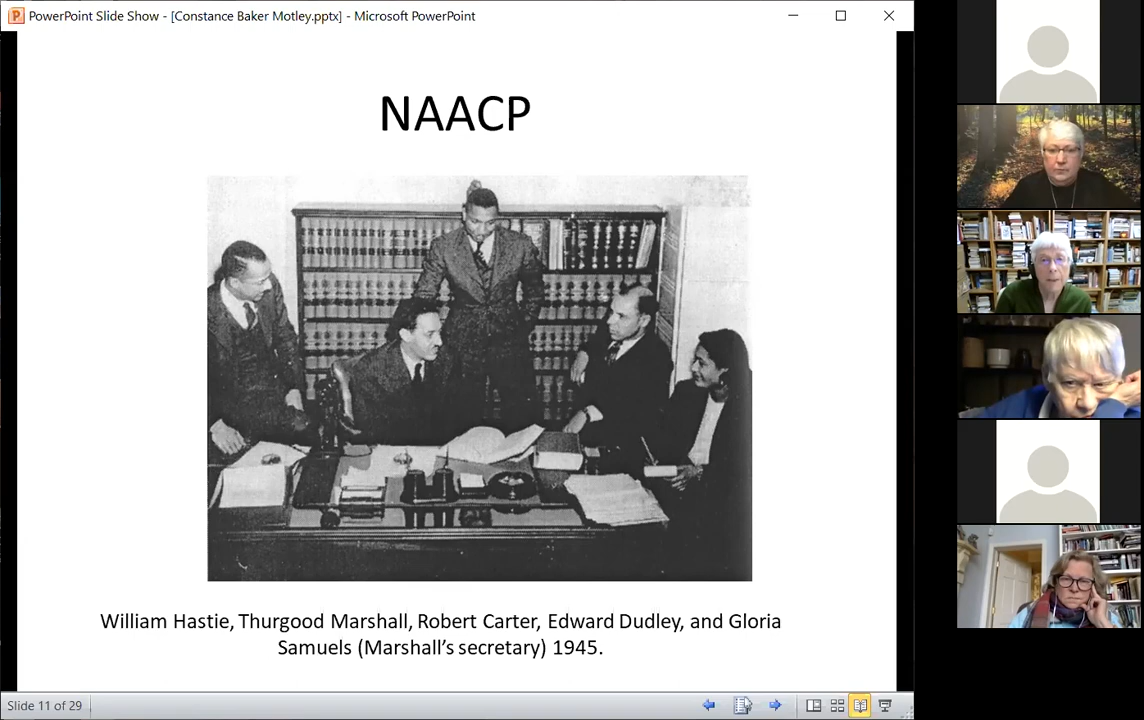 PowerPoint Slide Show - [Constance Baker Motley.pptx] - Microsoft PowerPoint
NAACP
William Hastie, Thurgood Marshall, Robert Carter, Edward Dudley, and Gloria
Samuels (Marshall's secretary) 1945.
Slide 11 of 29